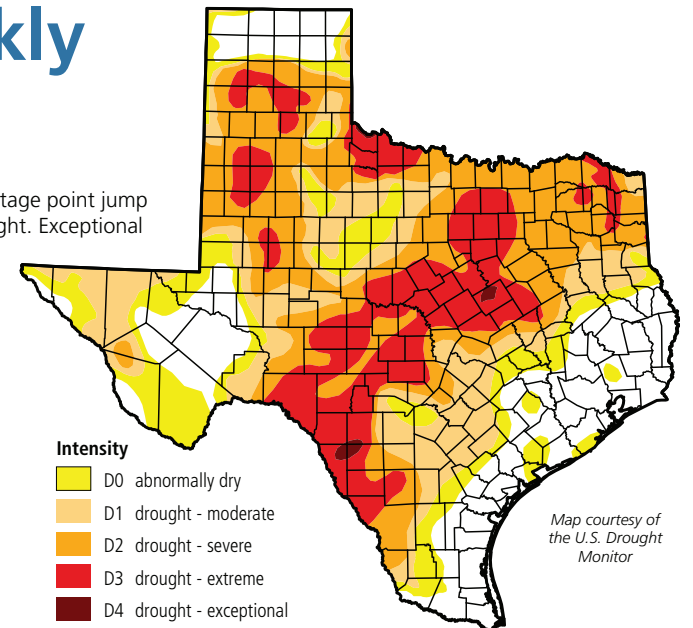 kly
tage point jump
ght. Exceptional
Intensity
D0 abnormally dry
D1 drought - moderate
D2 drought - severe
D3 drought - extreme
D4 drought - exceptional
Map courtesy of
the U.S. Drought
Monitor